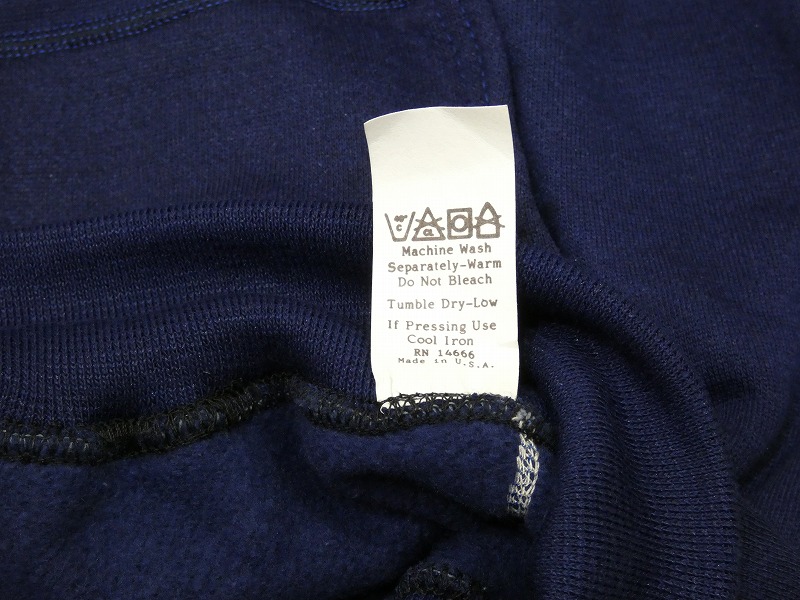 Machine Wash
Separately-Warm
Do Not Bleach
Tumble Dry-Low
If Pressing Use
Cool Iron
RN 14666
Made in U.S.A.